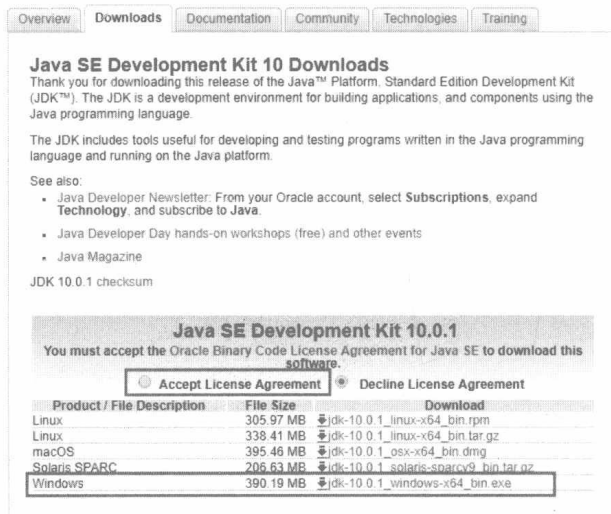 Overview Downloads Documentation Community Technologies Training
Java SE Development Kit 10 Downloads
Thank you for downloading this release of the Java™ Platform, Standard Edition Development Kit
(JDK™). The JDK is a development environment for building applications, and components using the
Java programming language.
The JDK includes tools useful for developing and testing programs written in the Java programming
language and running on the Java platform.
See also:
Java Developer Newsletter: From your Oracle account, select Subscriptions, expand
Technology, and subscribe to Java.
Java Developer Day hands-on workshops (free) and other events
Java Magazine
JDK 10.0.1 checksum
Java SE Development Kit 10.0.1
You must accept the Oracle Binary Code License Agreement for Java SE to download this
software.
Accept License Agreement Decline License Agreement
Product / File Description File Size Download
Linux 305.97 MB jdk-10.0.1_linux-x64_bin.rpm
Linux 338.41 MB jdk-10.0.1_linux-x64_bin.tar.gz
macOS 395.46 MB jdk-10.0.1_osx-x64_bin.dmg
Solaris SPARC 206.63 MB jdk-10.0.1_solaris-sparcv9_bin.tar.gz
Windows 390.19 MB jdk-10.0.1_windows-x64_bin.exe